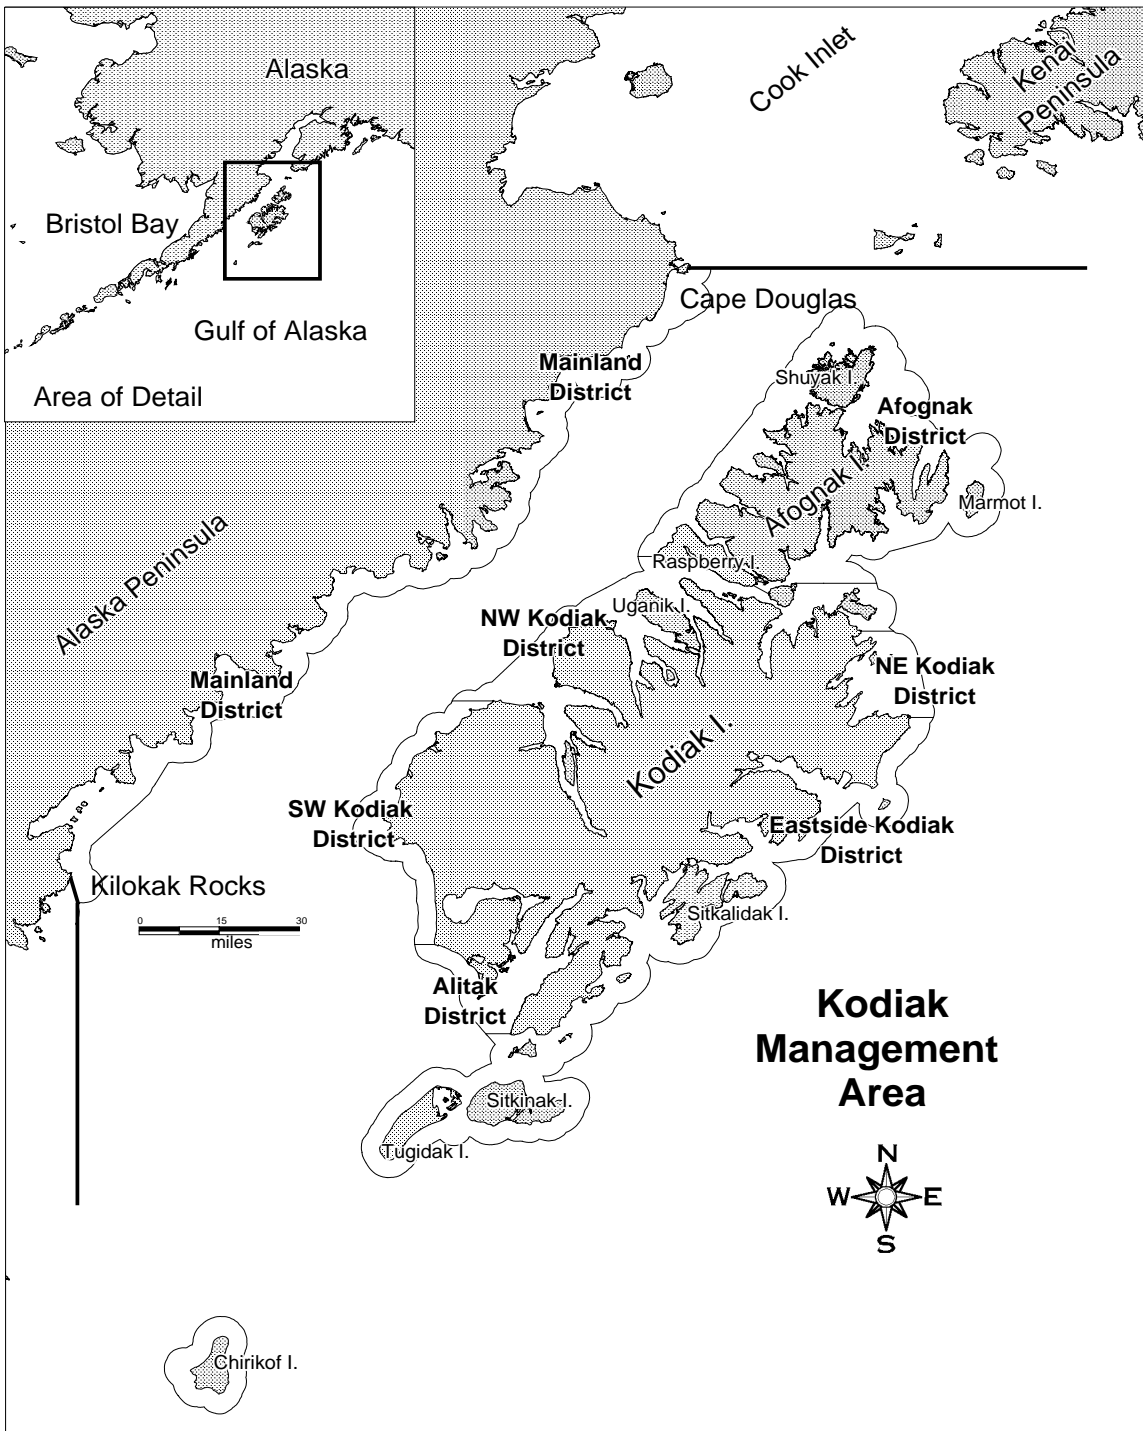 Alaska
Bristol Bay
Gulf of Alaska
Area of Detail
Cook Inlet
Kenai
Peninsula
Cape Douglas
Mainland
District
Shuyak I.
Afognak
District
Afognak I.
Marmot I.
Alaska Peninsula
Raspberry I.
Uganik I.
NW Kodiak
District
NE Kodiak
District
Mainland
District
Kodiak I.
SW Kodiak
District
Eastside Kodiak
District
Kilokak Rocks
0 15 30
miles
Sitkalidak I.
Alitak
District
Kodiak
Management
Area
Sitkinak I.
Tugidak I.
N
W E
S
Chirikof I.